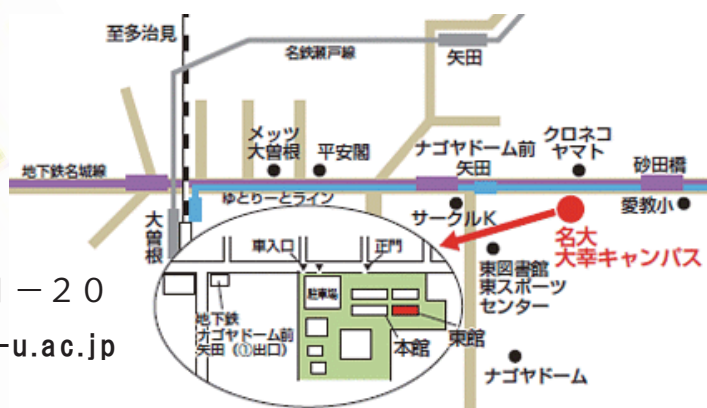 至多治見
名鉄瀬戸線
矢田
メッツ
大曽根
平安閣
ナゴヤドーム前
矢田
クロネコ
ヤマト
砂田橋
地下鉄名城線
ゆとりーとライン
サークルK
愛教小
大曽根
名大
大幸キャンパス
車入口
正門
東図書館
東スポーツ
センター
－２０
駐車場
地下鉄
ナゴヤドーム前
矢田（①出口）
本館
東館
-u.ac.jp
ナゴヤドーム